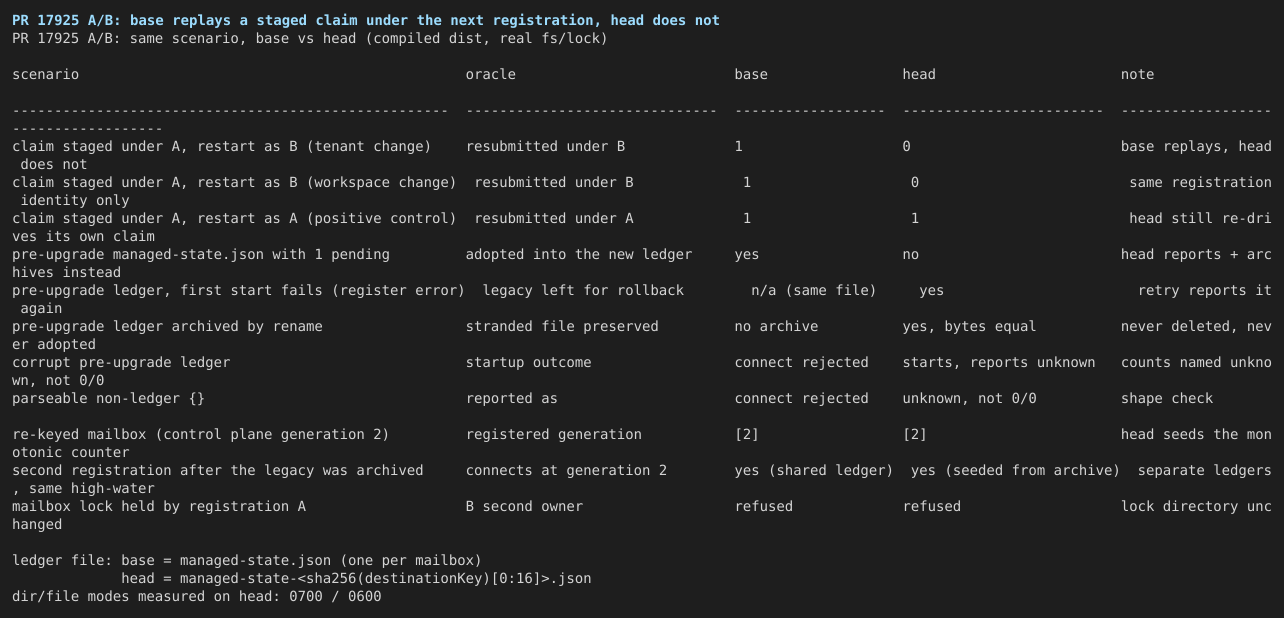 PR 17925 A/B: base replays a staged claim under the next registration, head does not
PR 17925 A/B: same scenario, base vs head (compiled dist, real fs/lock)
scenario                                              oracle                          base                head                      note
----------------------------------------------------  ------------------------------  ------------------  ------------------------  ------------------
------------------
claim staged under A, restart as B (tenant change)    resubmitted under B             1                   0                         base replays, head
 does not
claim staged under A, restart as B (workspace change)  resubmitted under B             1                   0                         same registration
 identity only
claim staged under A, restart as A (positive control)  resubmitted under A             1                   1                         head still re-dri
ves its own claim
pre-upgrade managed-state.json with 1 pending         adopted into the new ledger     yes                 no                        head reports + arc
hives instead
pre-upgrade ledger, first start fails (register error)  legacy left for rollback        n/a (same file)     yes                       retry reports it
 again
pre-upgrade ledger archived by rename                 stranded file preserved         no archive          yes, bytes equal          never deleted, nev
er adopted
corrupt pre-upgrade ledger                            startup outcome                 connect rejected    starts, reports unknown   counts named unkno
wn, not 0/0
parseable non-ledger {}                               reported as                     connect rejected    unknown, not 0/0          shape check
re-keyed mailbox (control plane generation 2)         registered generation           [2]                 [2]                       head seeds the mon
otonic counter
second registration after the legacy was archived     connects at generation 2        yes (shared ledger)  yes (seeded from archive)  separate ledgers
, same high-water
mailbox lock held by registration A                   B second owner                  refused             refused                   lock directory unc
hanged
ledger file: base = managed-state.json (one per mailbox)
             head = managed-state-<sha256(destinationKey)[0:16]>.json
dir/file modes measured on head: 0700 / 0600